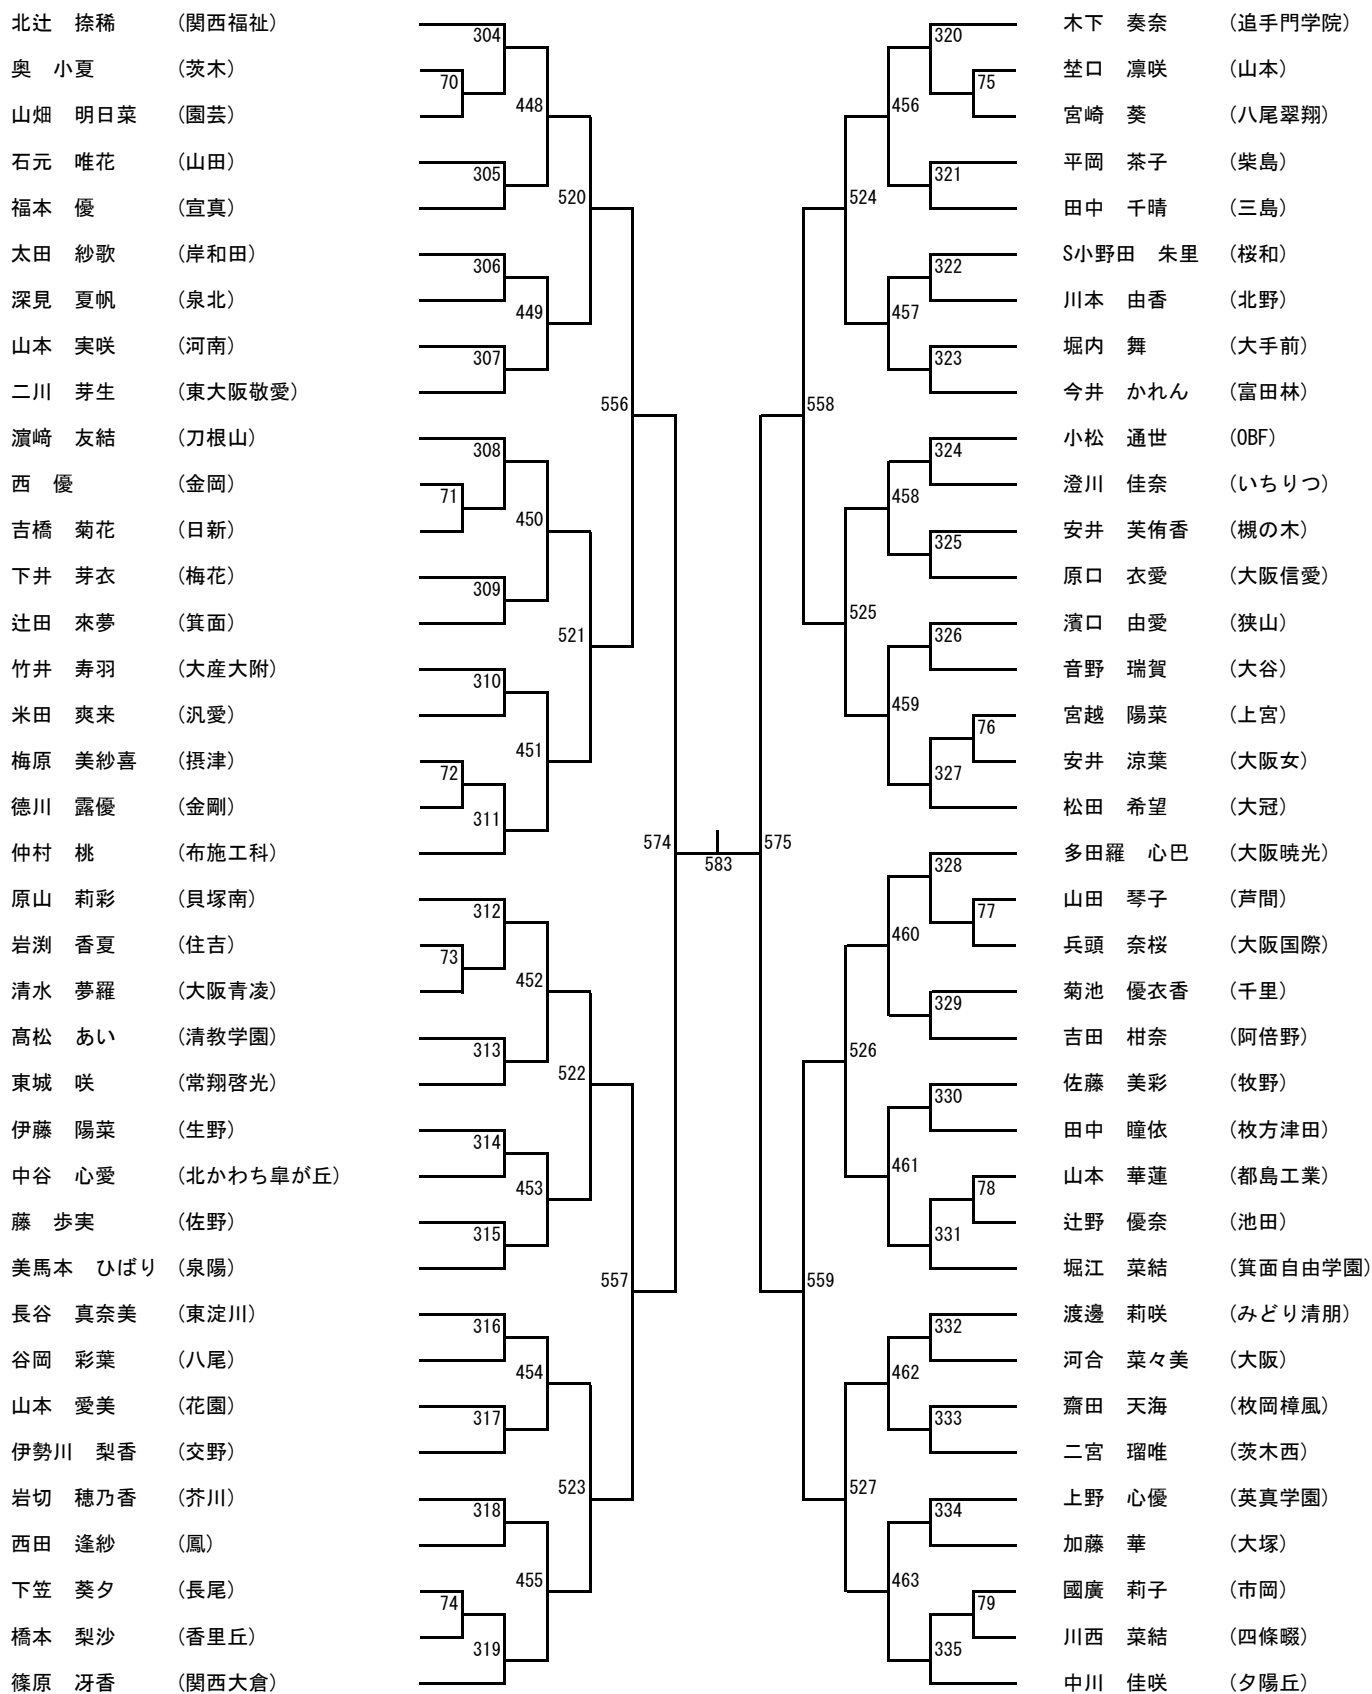 北辻　捺稀　（関西福祉）
奥　小夏　（茨木）
山畑　明日菜　（園芸）
石元　唯花　（山田）
福本　優　（宣真）
太田　紗歌　（岸和田）
深見　夏帆　（泉北）
山本　実咲　（河南）
二川　芽生　（東大阪敬愛）
濵﨑　友結　（刀根山）
西　優　（金岡）
吉橋　菊花　（日新）
下井　芽衣　（梅花）
辻田　來夢　（箕面）
竹井　寿羽　（大産大附）
米田　爽来　（汎愛）
梅原　美紗喜　（摂津）
德川　露優　（金剛）
仲村　桃　（布施工科）
原山　莉彩　（貝塚南）
岩渕　香夏　（住吉）
清水　夢羅　（大阪青凌）
髙松　あい　（清教学園）
東城　咲　（常翔啓光）
伊藤　陽菜　（生野）
中谷　心愛　（北かわち皐が丘）
藤　歩実　（佐野）
美馬本　ひばり　（泉陽）
長谷　真奈美　（東淀川）
谷岡　彩葉　（八尾）
山本　愛美　（花園）
伊勢川　梨香　（交野）
岩切　穂乃香　（芥川）
西田　逢紗　（鳳）
下笠　葵夕　（長尾）
橋本　梨沙　（香里丘）
篠原　冴香　（関西大倉）
304
70
448
305
520
306
449
307
556
308
71
450
309
521
310
451
72
311
574
312
73
452
313
522
314
453
315
557
316
454
317
523
318
455
74
319
583
320
75
456
321
524
322
457
323
558
324
458
325
525
326
459
76
327
575
328
77
460
329
526
330
461
78
331
559
332
462
333
527
334
463
79
335
木下　奏奈　（追手門学院）
埜口　凛咲　（山本）
宮崎　葵　（八尾翠翔）
平岡　茶子　（柴島）
田中　千晴　（三島）
S小野田　朱里　（桜和）
川本　由香　（北野）
堀内　舞　（大手前）
今井　かれん　（富田林）
小松　通世　（OBF）
澄川　佳奈　（いちりつ）
安井　芙侑香　（槻の木）
原口　衣愛　（大阪信愛）
濱口　由愛　（狭山）
音野　瑞賀　（大谷）
宮越　陽菜　（上宮）
安井　涼葉　（大阪女）
松田　希望　（大冠）
多田羅　心巴　（大阪暁光）
山田　琴子　（芦間）
兵頭　奈桜　（大阪国際）
菊池　優衣香　（千里）
吉田　柑奈　（阿倍野）
佐藤　美彩　（牧野）
田中　瞳依　（枚方津田）
山本　華蓮　（都島工業）
辻野　優奈　（池田）
堀江　菜結　（箕面自由学園）
渡邊　莉咲　（みどり清朋）
河合　菜々美　（大阪）
齋田　天海　（枚岡樟風）
二宮　瑠唯　（茨木西）
上野　心優　（英真学園）
加藤　華　（大塚）
國廣　莉子　（市岡）
川西　菜結　（四條畷）
中川　佳咲　（夕陽丘）